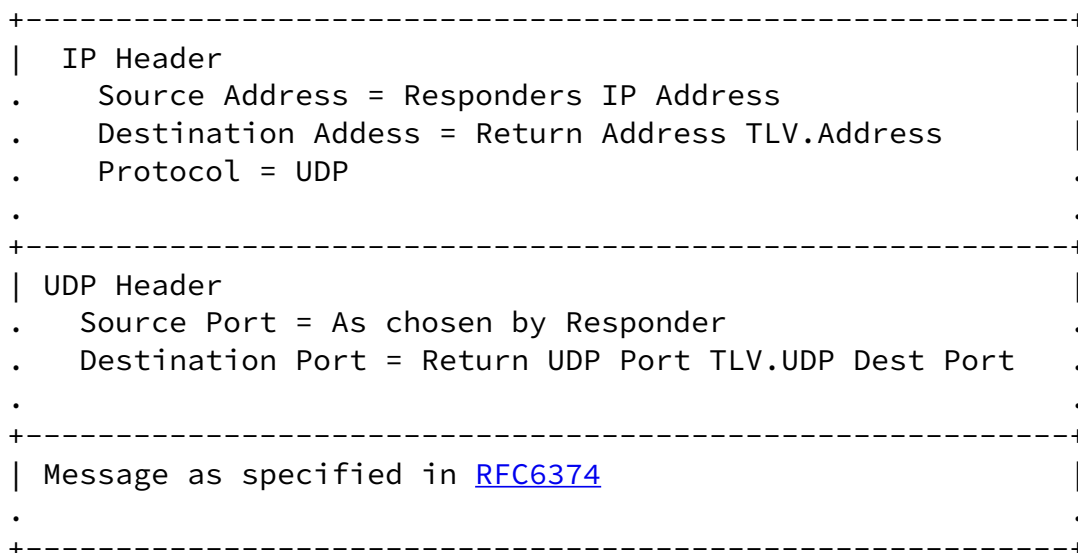 +----------------------------------------------------------+
|  IP Header                                               |
.    Source Address = Responders IP Address                |
.    Destination Addess = Return Address TLV.Address       |
.    Protocol = UDP                                        .
.                                                          .
+----------------------------------------------------------+
| UDP Header                                               |
.   Source Port = As chosen by Responder                   .
.   Destination Port = Return UDP Port TLV.UDP Dest Port   .
.                                                          .
+----------------------------------------------------------+
| Message as specified in RFC6374                          |
.                                                          .
+----------------------------------------------------------+